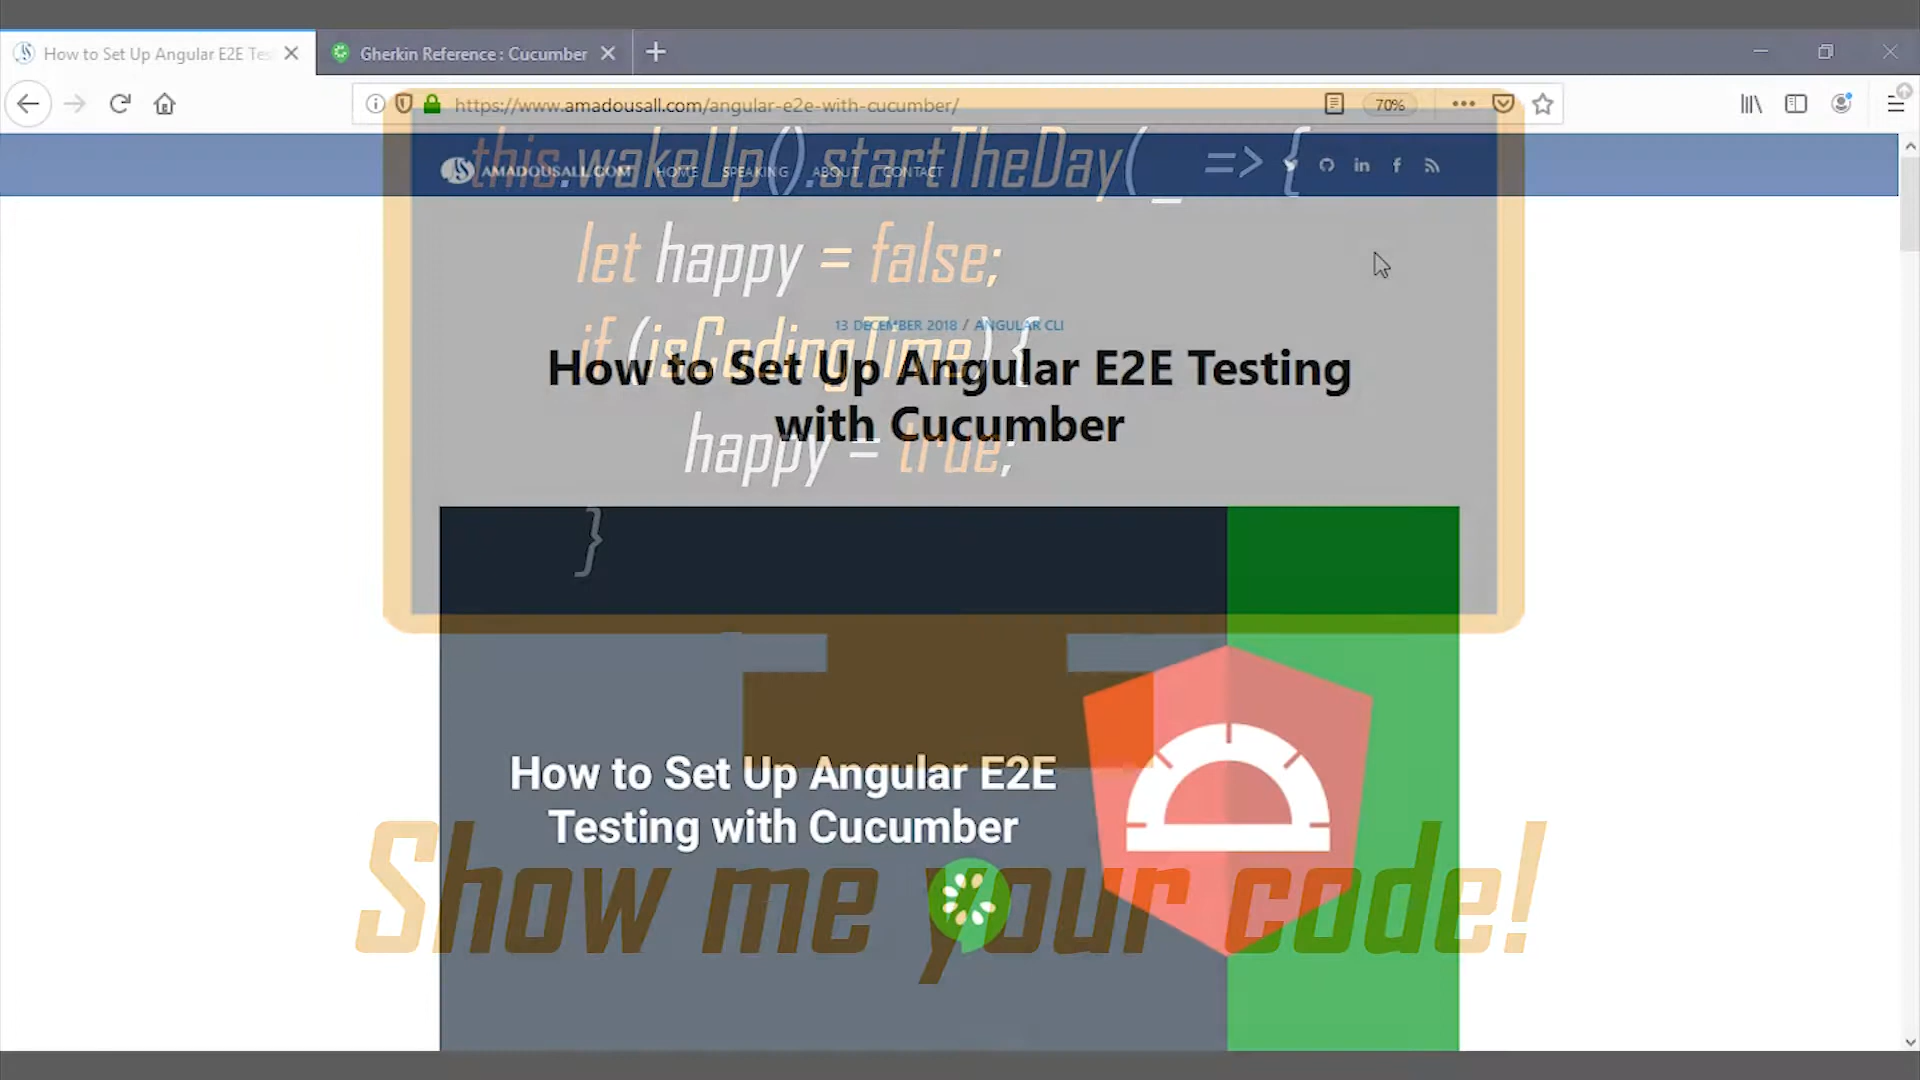 How to Set Up Angular E2E Tes
Gherkin Reference : Cucumber
https://www.amadousall.com/angular-e2e-with-cucumber/
70%
this.wakeUp().startTheDay(_ => {
AMADOUSALL.COM HOME SPEAKING ABOUT CONTACT
let happy = false;
13 DECEMBER 2018 / ANGULAR CLI
if (isCodingTime) {
How to Set Up Angular E2E Testing
with Cucumber
happy = true;
}
How to Set Up Angular E2E
Testing with Cucumber
Show me your code!